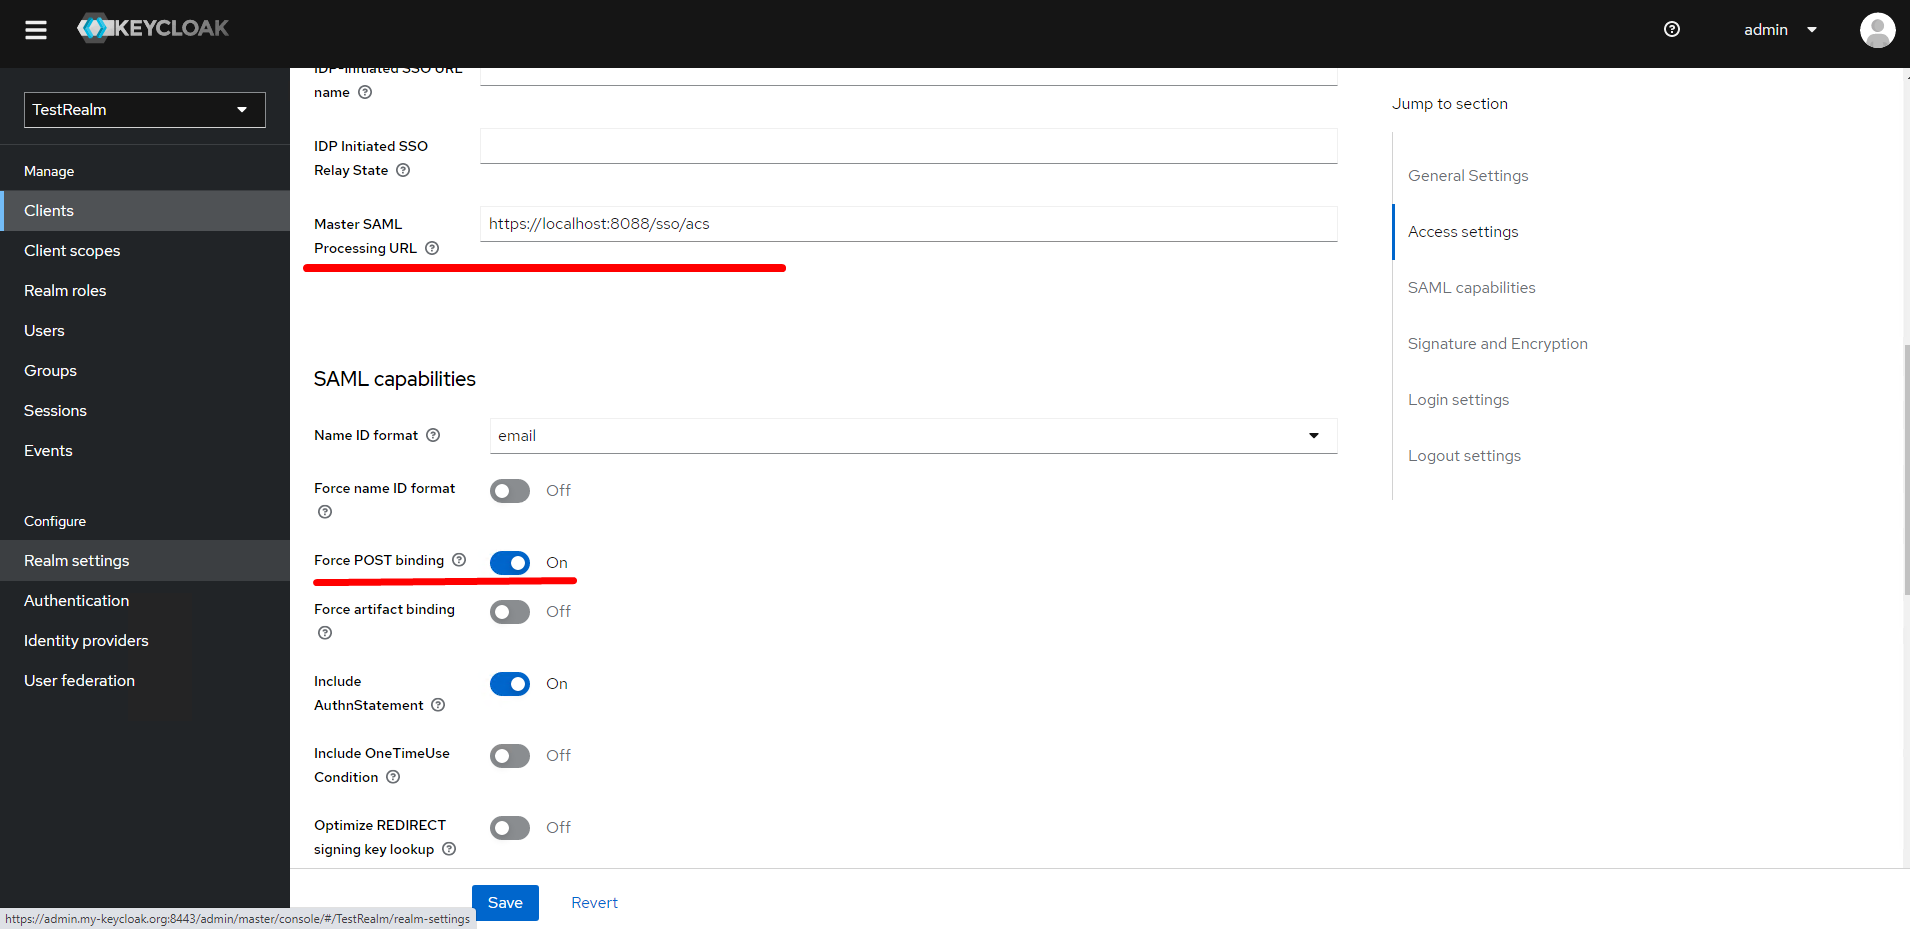 KEYCLOAK
admin
TestRealm
Manage
Clients
Client scopes
Realm roles
Users
Groups
Sessions
Events
Configure
Realm settings
Authentication
Identity providers
User federation
IDP-Initiated SSO URL
name
IDP Initiated SSO
Relay State
Master SAML
Processing URL
https://localhost:8088/sso/acs
SAML capabilities
Name ID format
email
Force name ID format
Off
Force POST binding
On
Force artifact binding
Off
Include
AuthnStatement
On
Include OneTimeUse
Condition
Off
Optimize REDIRECT
signing key lookup
Off
Save
Revert
Jump to section
General Settings
Access settings
SAML capabilities
Signature and Encryption
Login settings
Logout settings
https://admin.my-keycloak.org:8443/admin/master/console/#/TestRealm/realm-settings